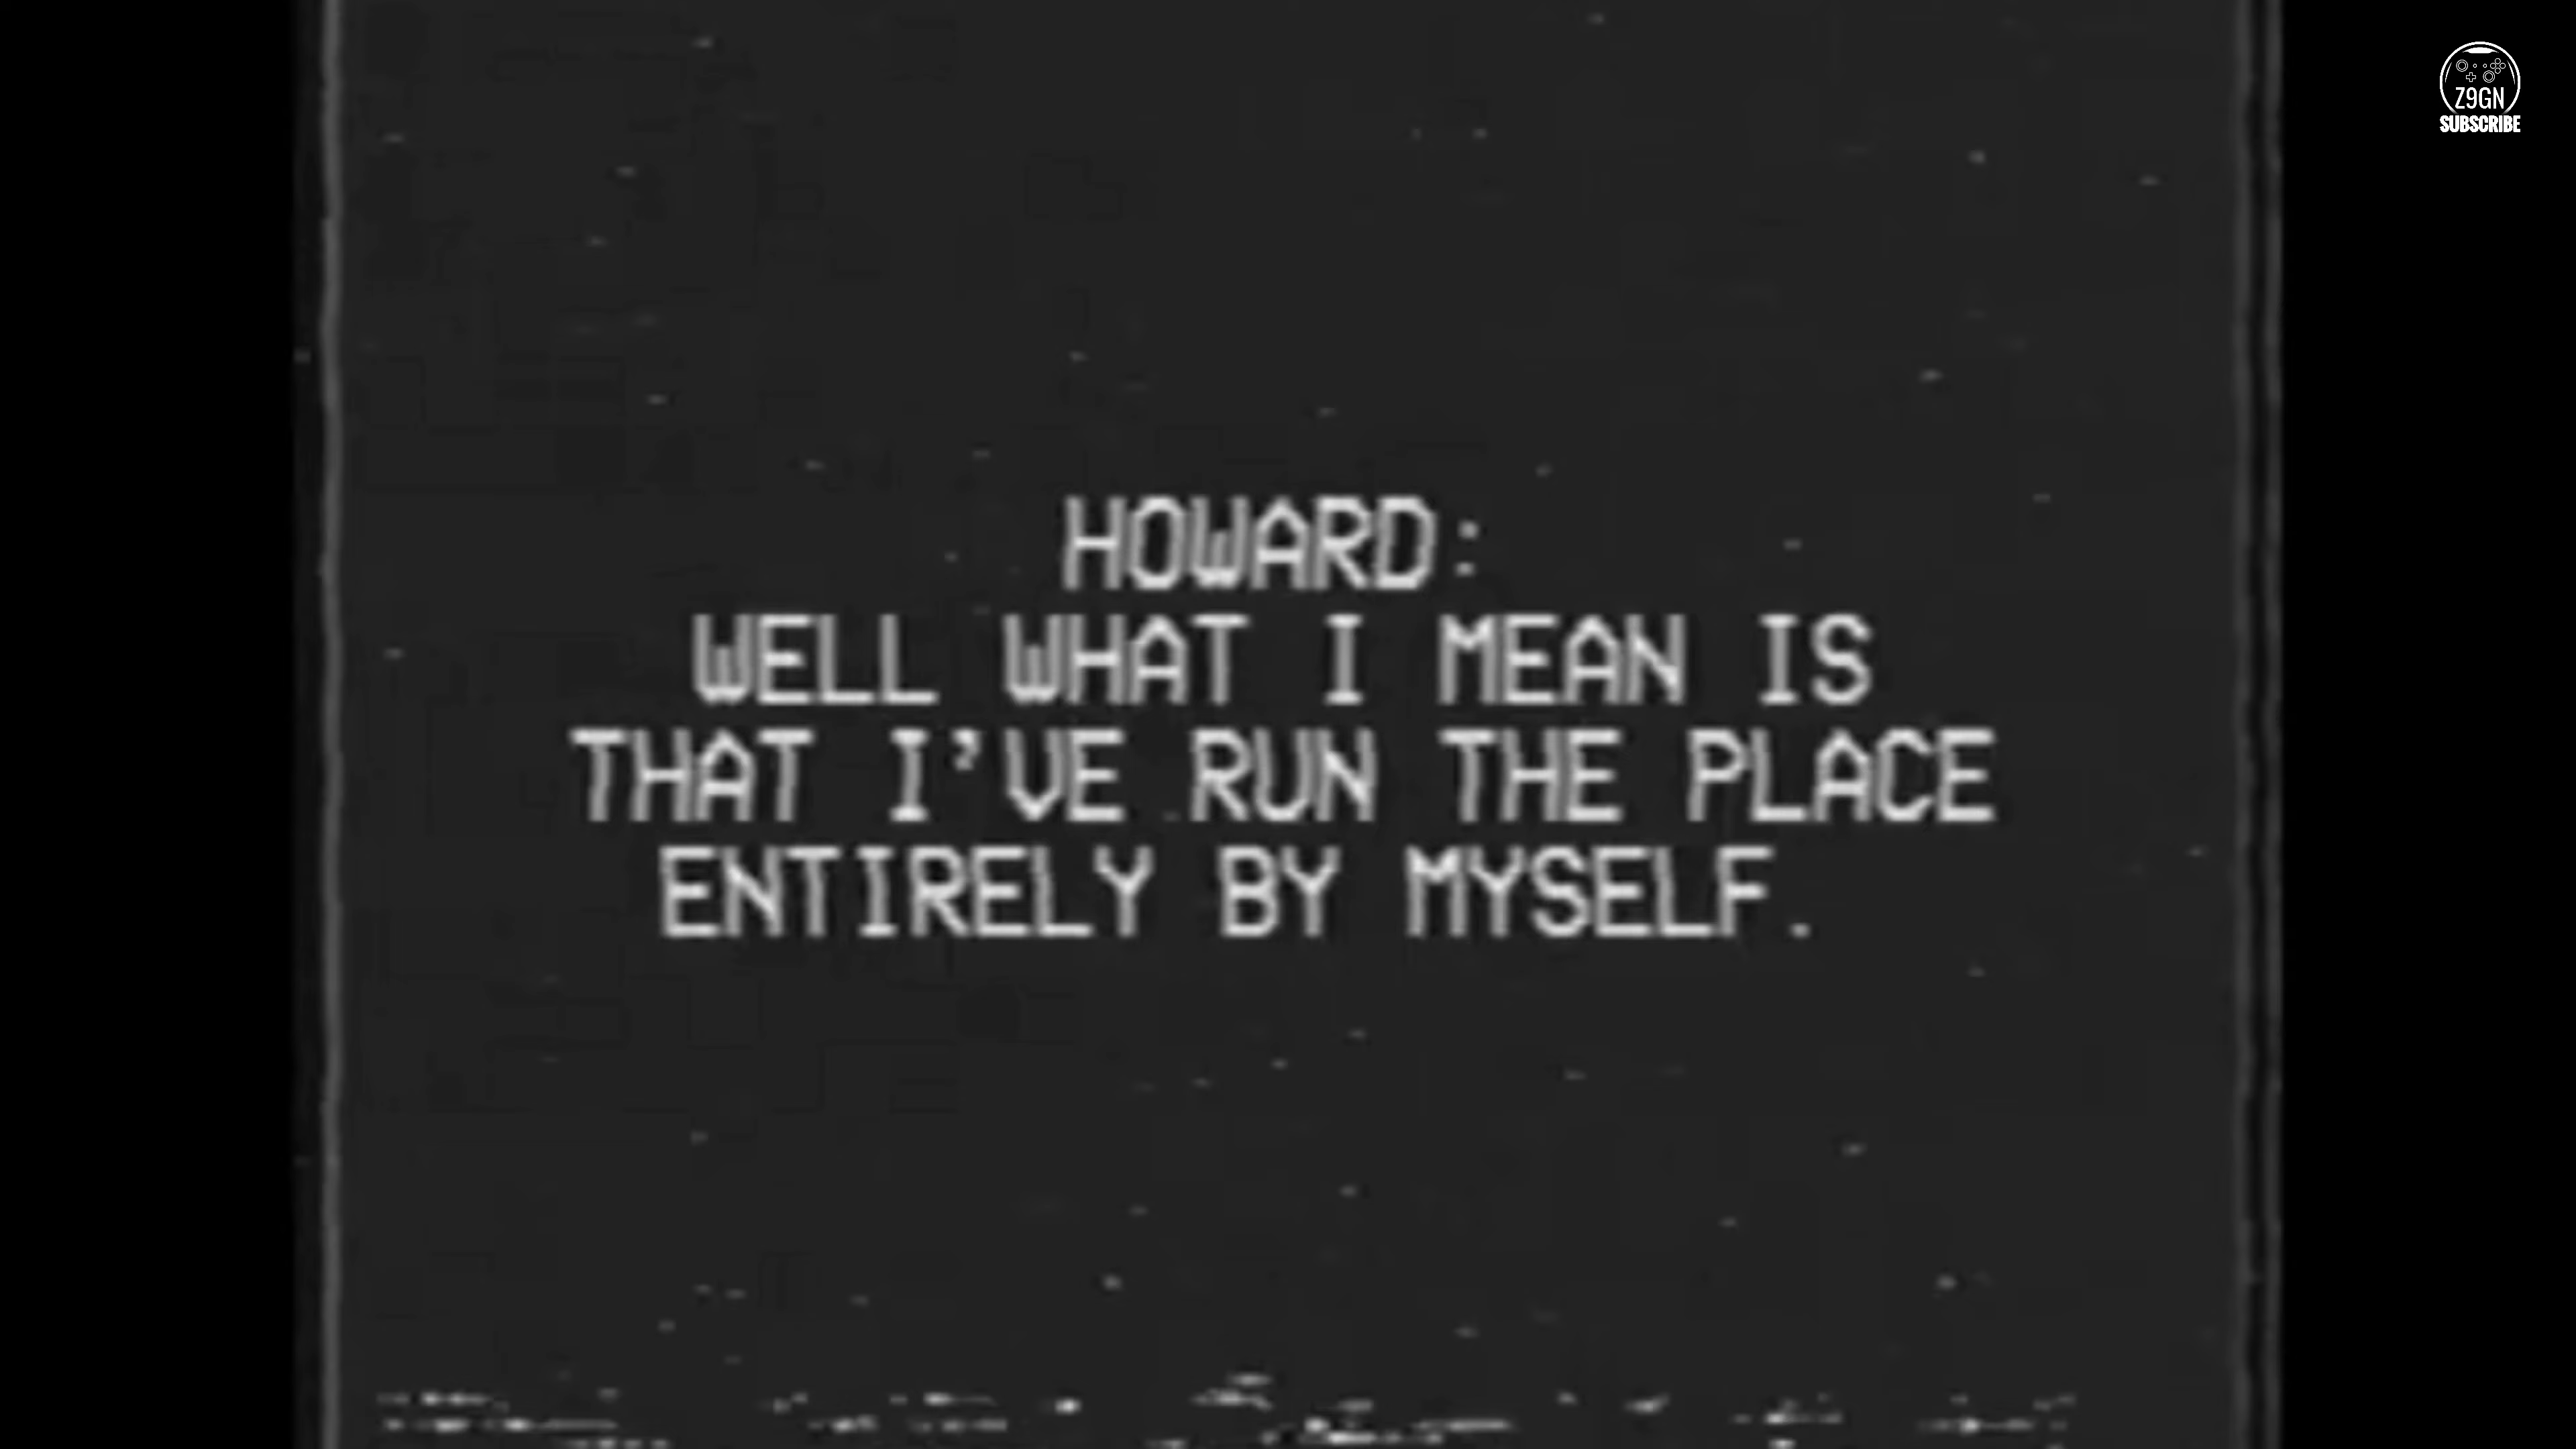 Z9GN
SUBSCRIBE
HOWARD:
WELL WHAT I MEAN IS
THAT I'VE RUN THE PLACE
ENTIRELY BY MYSELF.